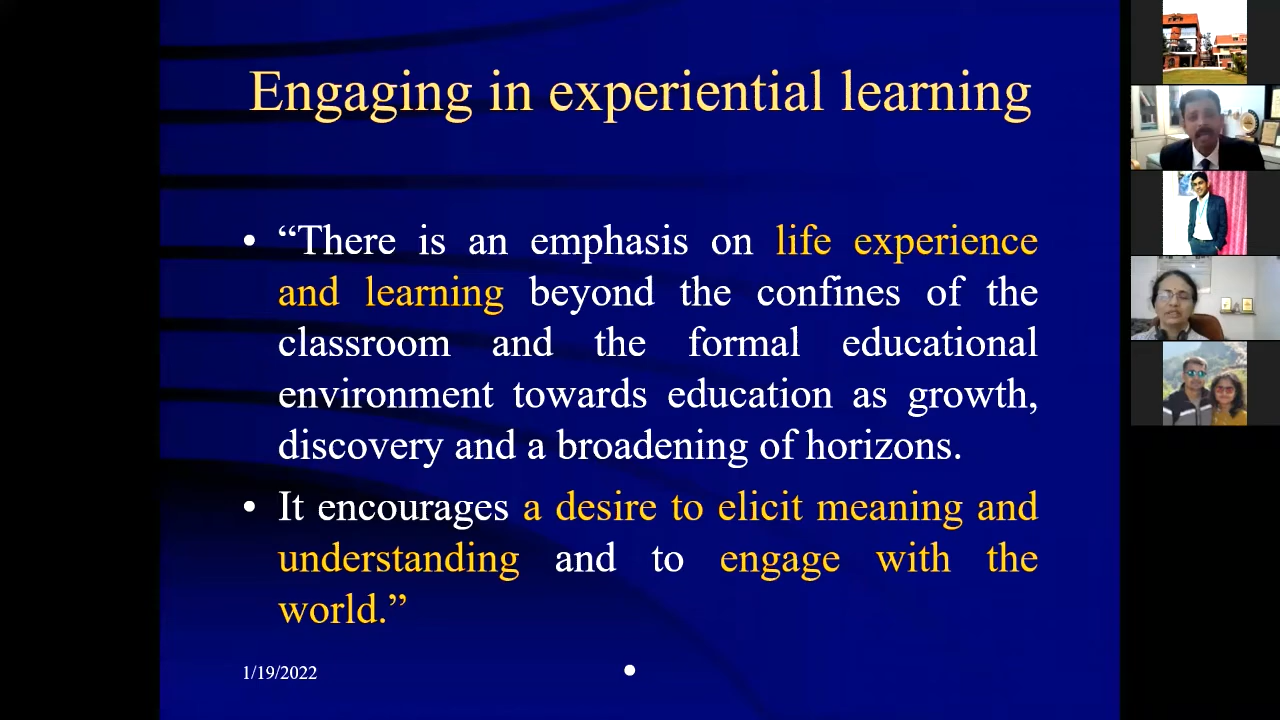 Engaging in experiential learning
• “There is an emphasis on life experience
and learning beyond the confines of the
classroom and the formal educational
environment towards education as growth,
discovery and a broadening of horizons.
• It encourages a desire to elicit meaning and
understanding and to engage with the
world.”
1/19/2022